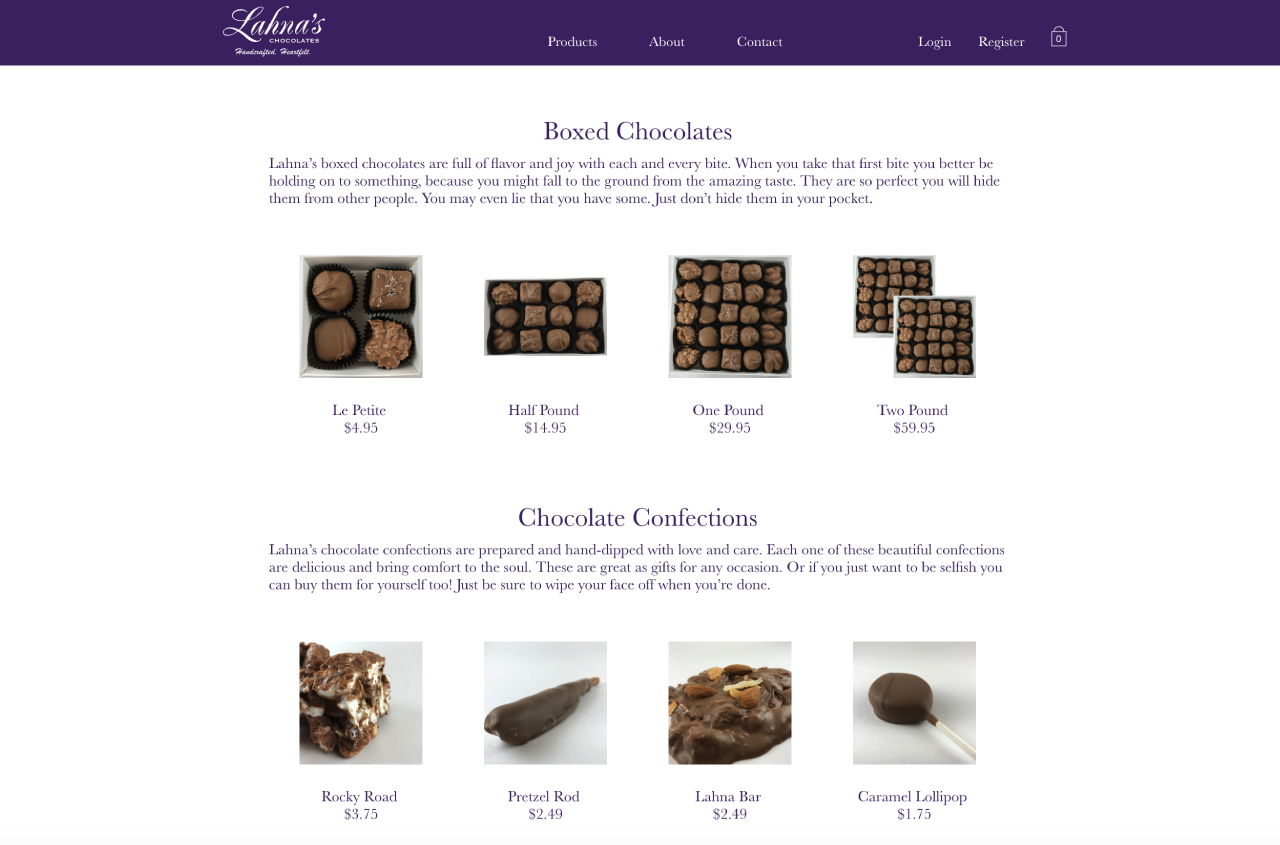 Lahna's
CHOCOLATES
Handcrafted. Heartfelt.
Products
About
Contact
Login
Register
0
Boxed Chocolates
Lahna’s boxed chocolates are full of flavor and joy with each and every bite. When you take that first bite you better be
holding on to something, because you might fall to the ground from the amazing taste. They are so perfect you will hide
them from other people. You may even lie that you have some. Just don’t hide them in your pocket.
Le Petite
$4.95
Half Pound
$14.95
One Pound
$29.95
Two Pound
$59.95
Chocolate Confections
Lahna’s chocolate confections are prepared and hand-dipped with love and care. Each one of these beautiful confections
are delicious and bring comfort to the soul. These are great as gifts for any occasion. Or if you just want to be selfish you
can buy them for yourself too! Just be sure to wipe your face off when you’re done.
Rocky Road
$3.75
Pretzel Rod
$2.49
Lahna Bar
$2.49
Caramel Lollipop
$1.75